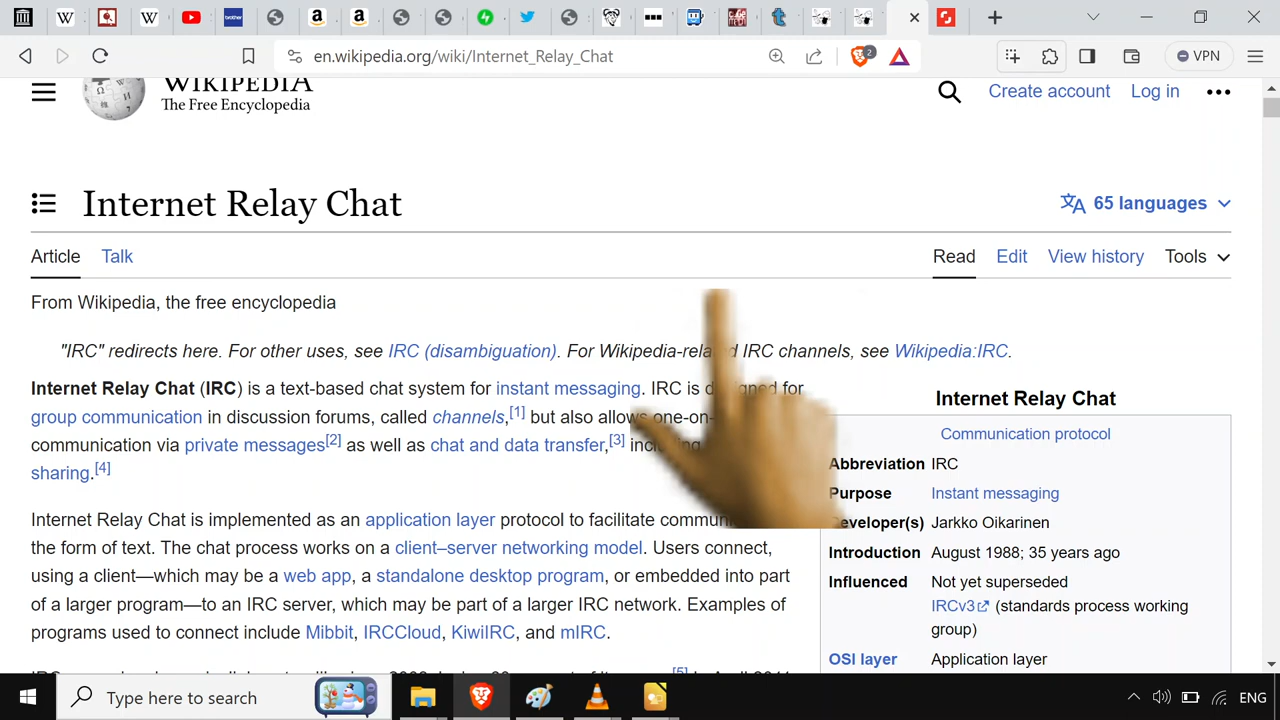 en.wikipedia.org/wiki/Internet_Relay_Chat
2
VPN
WIKIPEDIA
The Free Encyclopedia
Create account
Log in
Internet Relay Chat
65 languages
Article Talk
Read Edit View history Tools
From Wikipedia, the free encyclopedia
"IRC" redirects here. For other uses, see IRC (disambiguation). For Wikipedia-related IRC channels, see Wikipedia:IRC.
Internet Relay Chat (IRC) is a text-based chat system for instant messaging. IRC is designed for
group communication in discussion forums, called channels,[1] but also allows one-on-
communication via private messages[2] as well as chat and data transfer,[3]
sharing.[4]
Internet Relay Chat is implemented as an application layer protocol to facilitate
the form of text. The chat process works on a client–server networking model. Users connect,
using a client—which may be a web app, a standalone desktop program, or embedded into part
of a larger program—to an IRC server, which may be part of a larger IRC network. Examples of
programs used to connect include Mibbit, IRCCloud, KiwiIRC, and mIRC.
Internet Relay Chat
Communication protocol
Abbreviation IRC
Purpose Instant messaging
Developer(s) Jarkko Oikarinen
Introduction August 1988; 35 years ago
Influenced Not yet superseded
IRCv3 (standards process working
group)
OSI layer Application layer
Type here to search
ENG